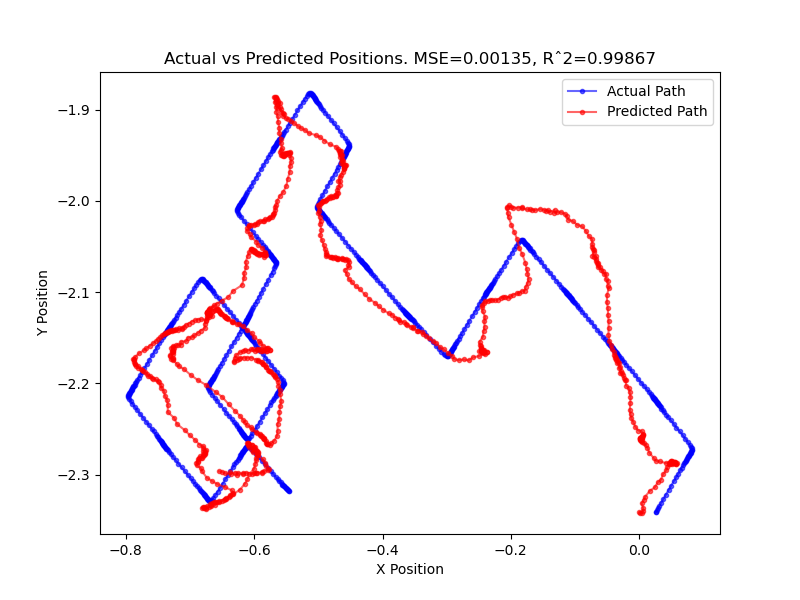 Actual vs Predicted Positions. MSE=0.00135, Rˆ2=0.99867
Actual Path
Predicted Path
−1.9
−2.0
−2.1
−2.2
−2.3
Y Position
−0.8
−0.6
−0.4
−0.2
0.0
X Position